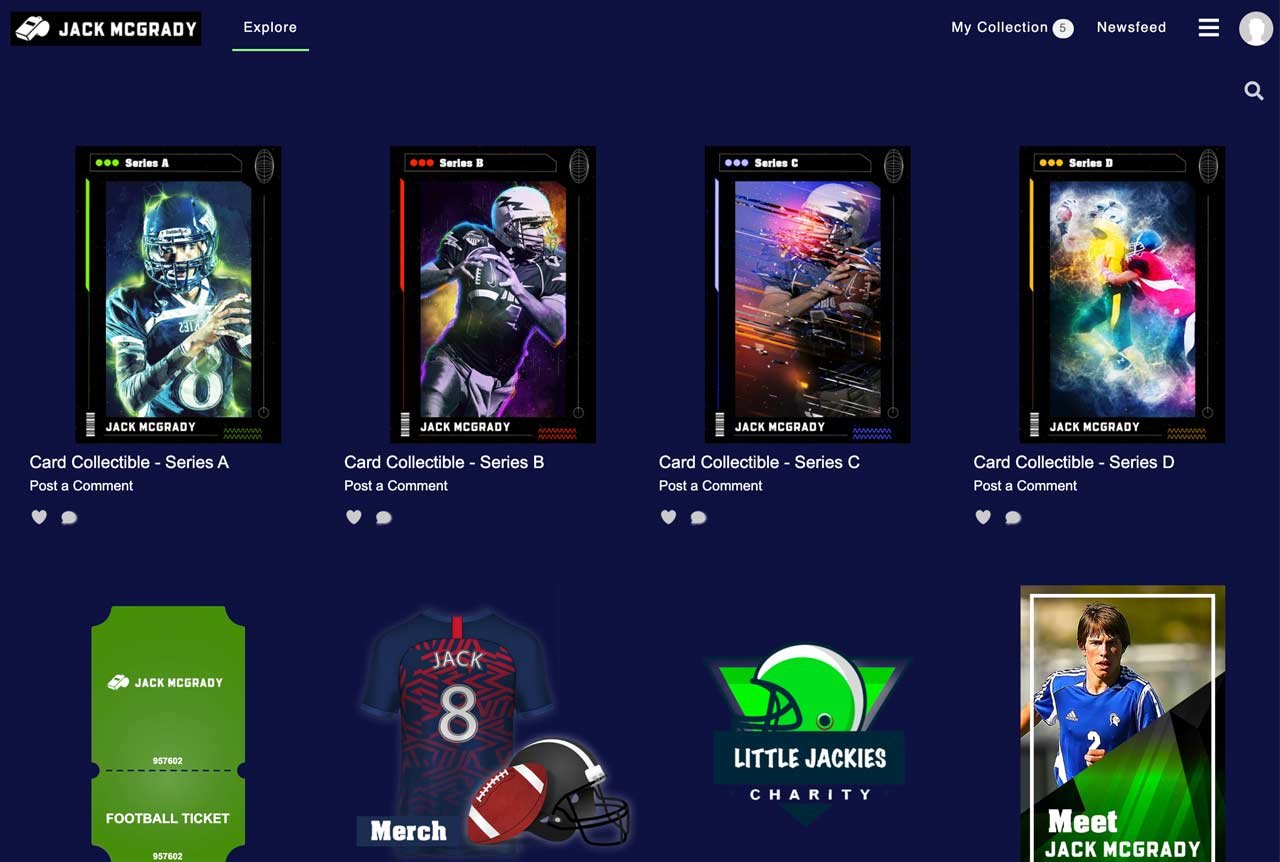 JACK MCGRADY
Explore
My Collection 5
Newsfeed
Series A
JACK MCGRADY
Series B
JACK MCGRADY
Series C
JACK MCGRADY
Series D
JACK MCGRADY
Card Collectible - Series A
Post a Comment
Card Collectible - Series B
Post a Comment
Card Collectible - Series C
Post a Comment
Card Collectible - Series D
Post a Comment
JACK MCGRADY
957602
FOOTBALL TICKET
957602
JACK
8
Merch
LITTLE JACKIES
CHARITY
2
Meet
JACK MCGRADY